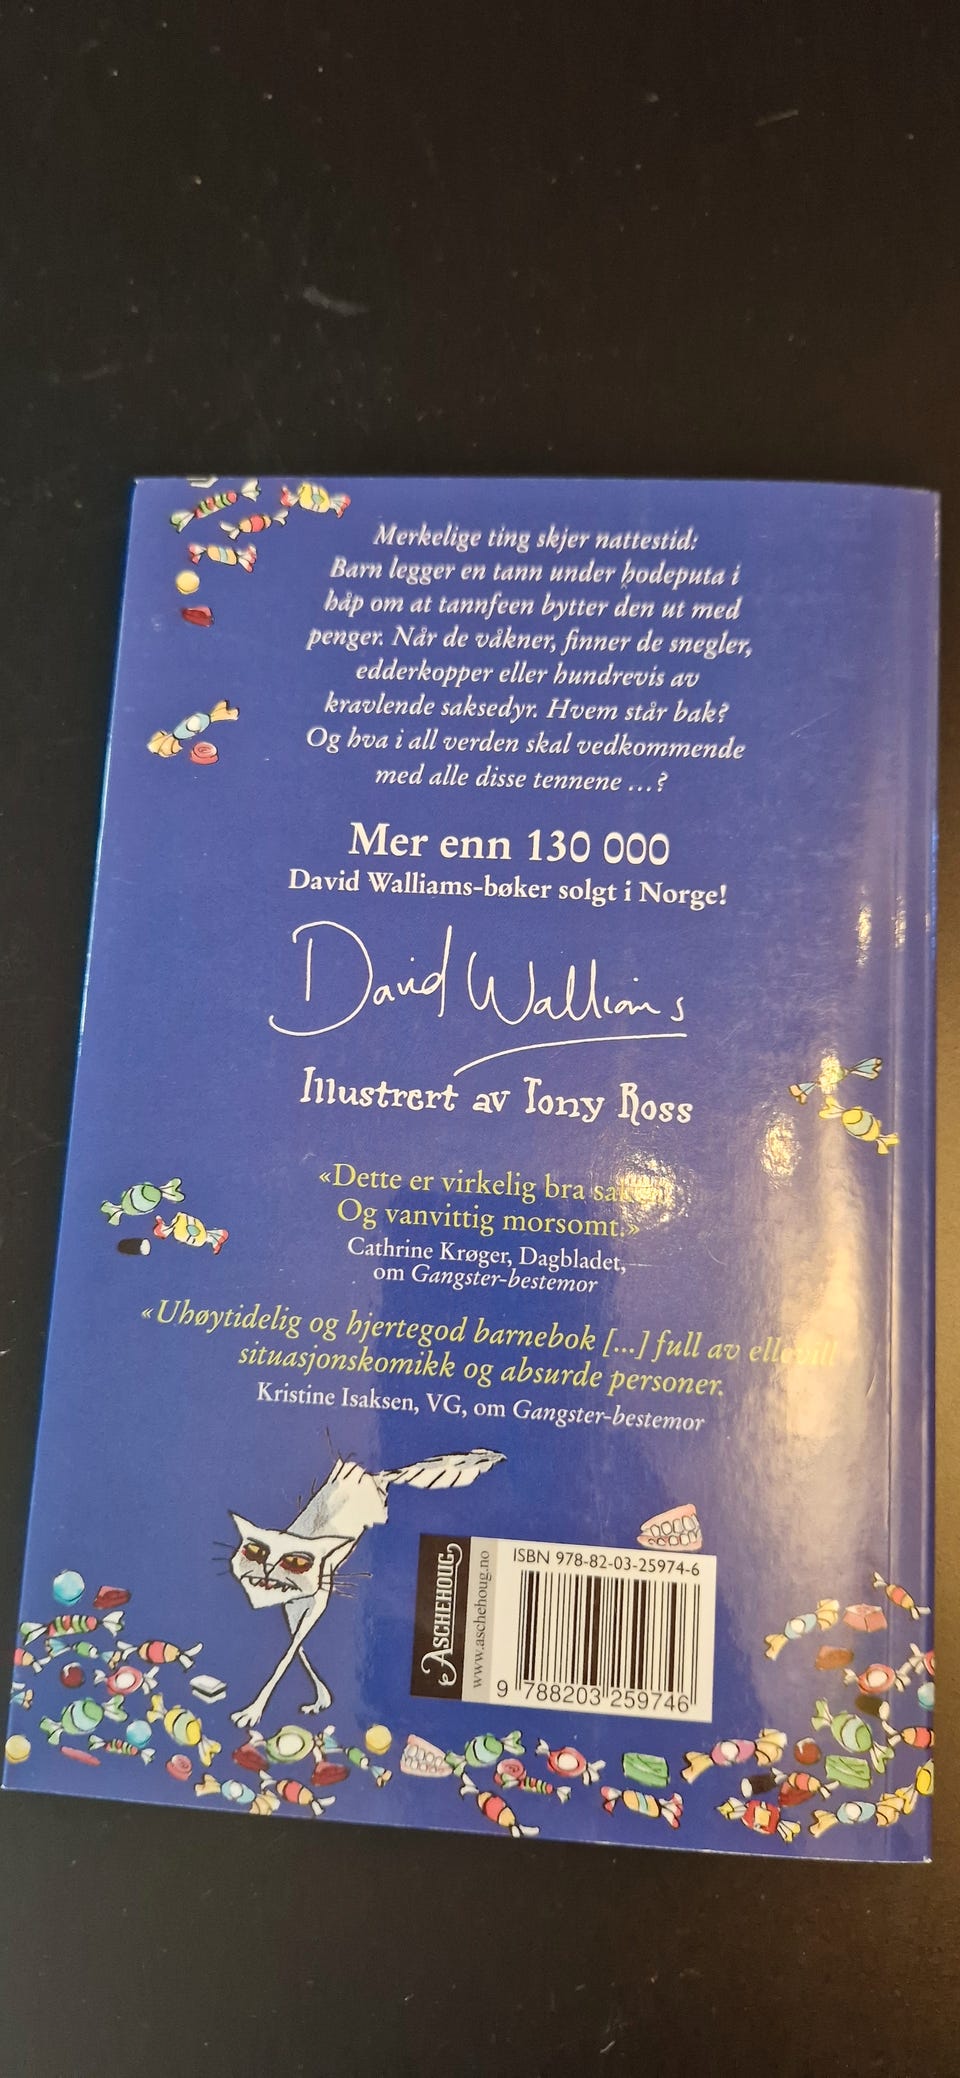 Merkelige ting skjer nattestid:
Barn legger en tann under hodeputa i
håp om at tannfeen bytter den ut med
penger. Når de våkner, finner de snegler,
edderkopper eller hundrevis av
kravlende saksedyr. Hvem står bak?
Og hva i all verden skal vedkommende
med alle disse tennene ...?
Mer enn 130 000
David Walliams-bøker solgt i Norge!
David Walliams
Illustrert av Tony Ross
«Dette er virkelig bra
Og vanvittig morsomt.»
Cathrine Krøger, Dagbladet,
om Gangster-bestemor
«Uhøytidelig og hjertegod barnebok [...] full av ellevill
situasjonskomikk og absurde personer.
Kristine Isaksen, VG, om Gangster-bestemor
ASCHEHOUG
www.aschehoug.no
ISBN 978-82-03-25974-6
9 788203 259746